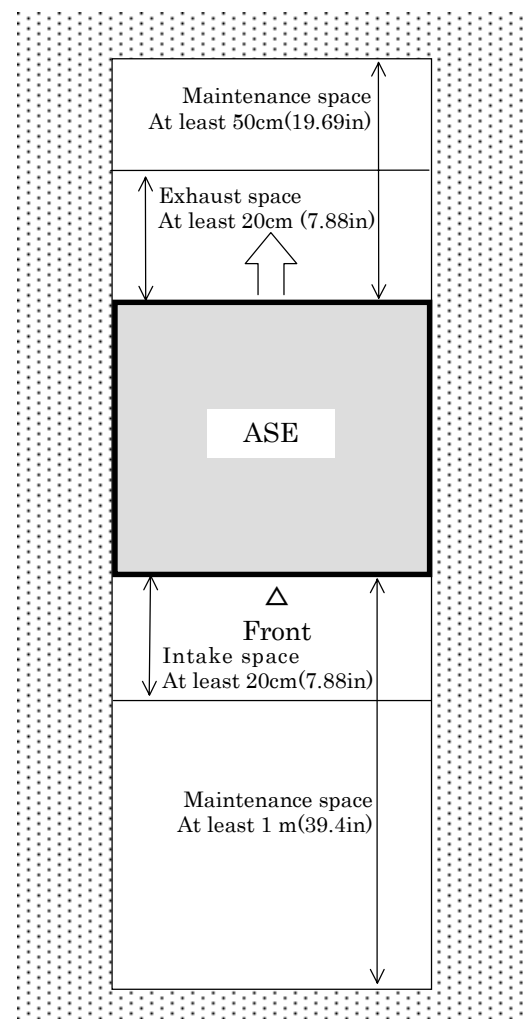 Maintenance space
At least 50cm(19.69in)
Exhaust space
At least 20cm (7.88in)
ASE
Front
Intake space
At least 20cm(7.88in)
Maintenance space
At least 1 m(39.4in)